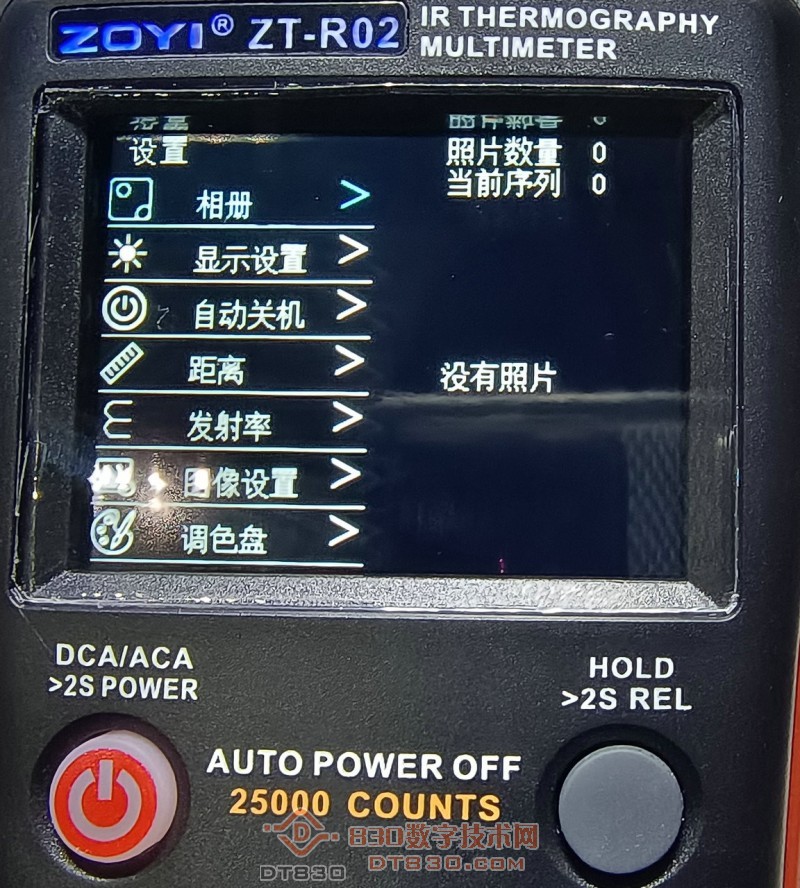 ZOYI® ZT-R02
IR THERMOGRAPHY
MULTIMETER
设置
照片数量 0
当前序列 0
相册 >
显示设置 >
自动关机 >
距离 >
发射率 >
图像设置 >
调色盘 >
没有照片
DCA/ACA
>2S POWER
HOLD
>2S REL
AUTO POWER OFF
25000 COUNTS
DT830
830数字技术网
DT830.COM